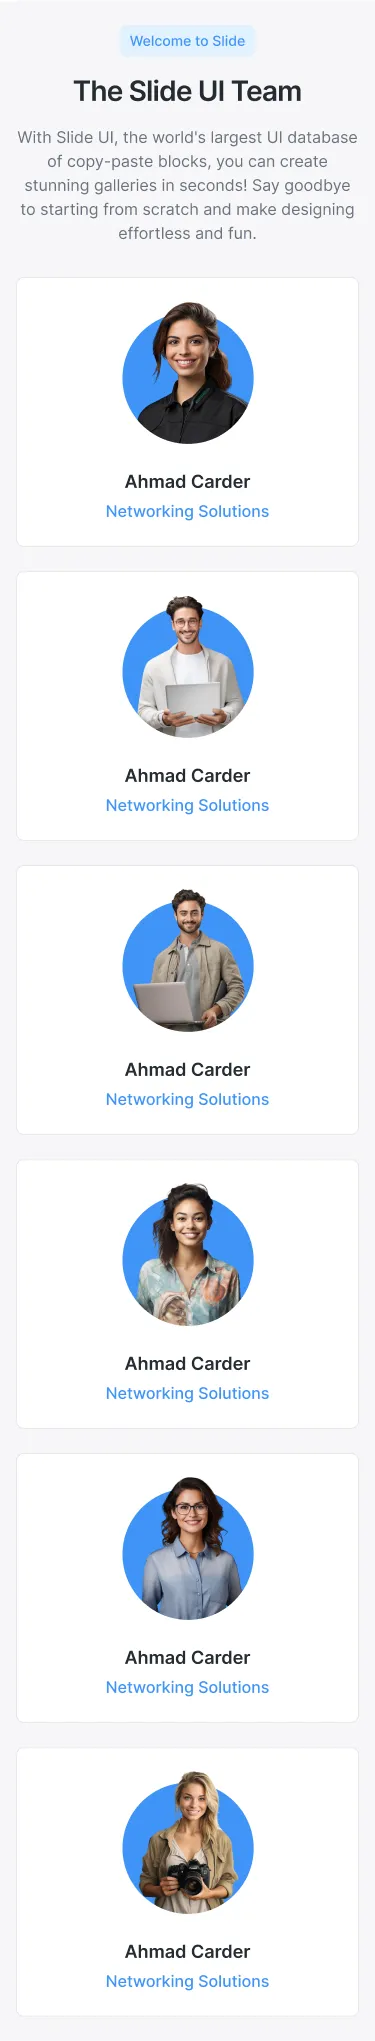 Welcome to Slide
The Slide UI Team
With Slide UI, the world's largest UI database
of copy-paste blocks, you can create
stunning galleries in seconds! Say goodbye
to starting from scratch and make designing
effortless and fun.
Ahmad Carder
Networking Solutions
Ahmad Carder
Networking Solutions
Ahmad Carder
Networking Solutions
Ahmad Carder
Networking Solutions
Ahmad Carder
Networking Solutions
Ahmad Carder
Networking Solutions